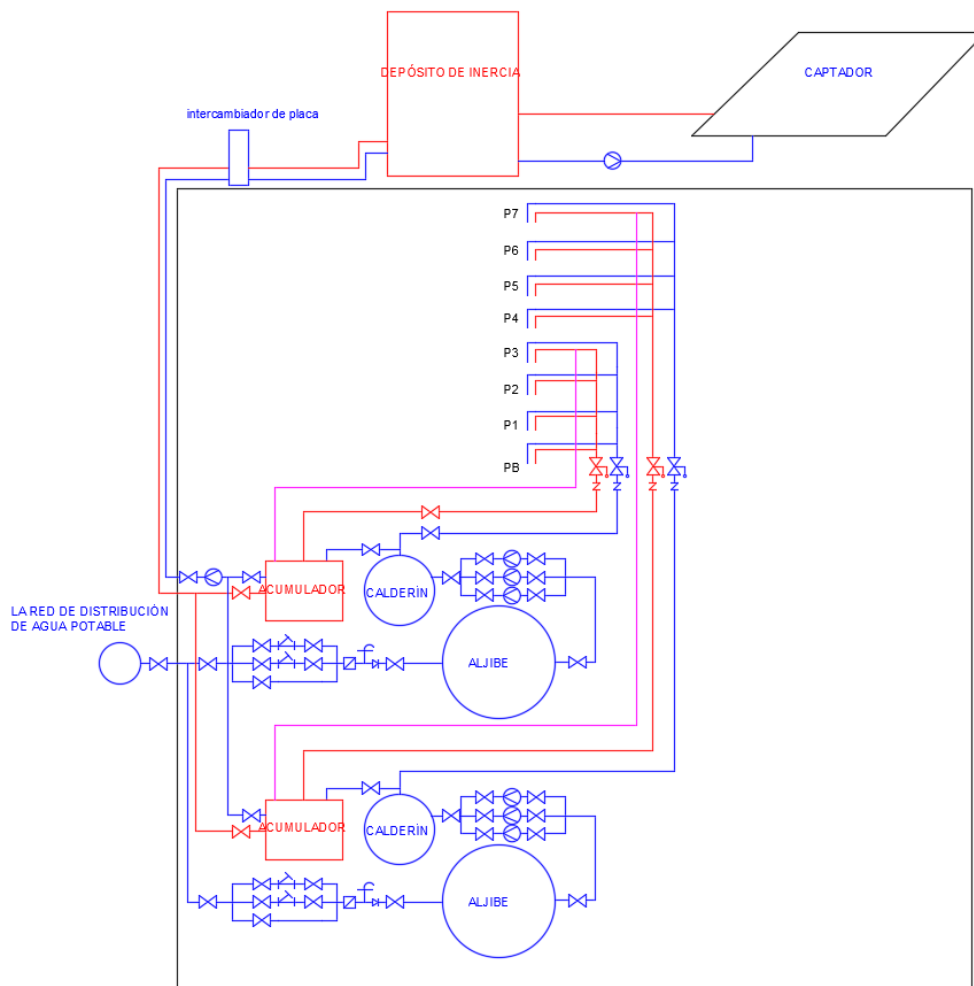 DEPÓSITO DE INERCIA
CAPTADOR
intercambiador de placa
P7
P6
P5
P4
P3
P2
P1
PB
ACUMULADOR
CALDERÍN
LA RED DE DISTRIBUCIÓN
DE AGUA POTABLE
ALJIBE
ACUMULADOR
CALDERÍN
ALJIBE